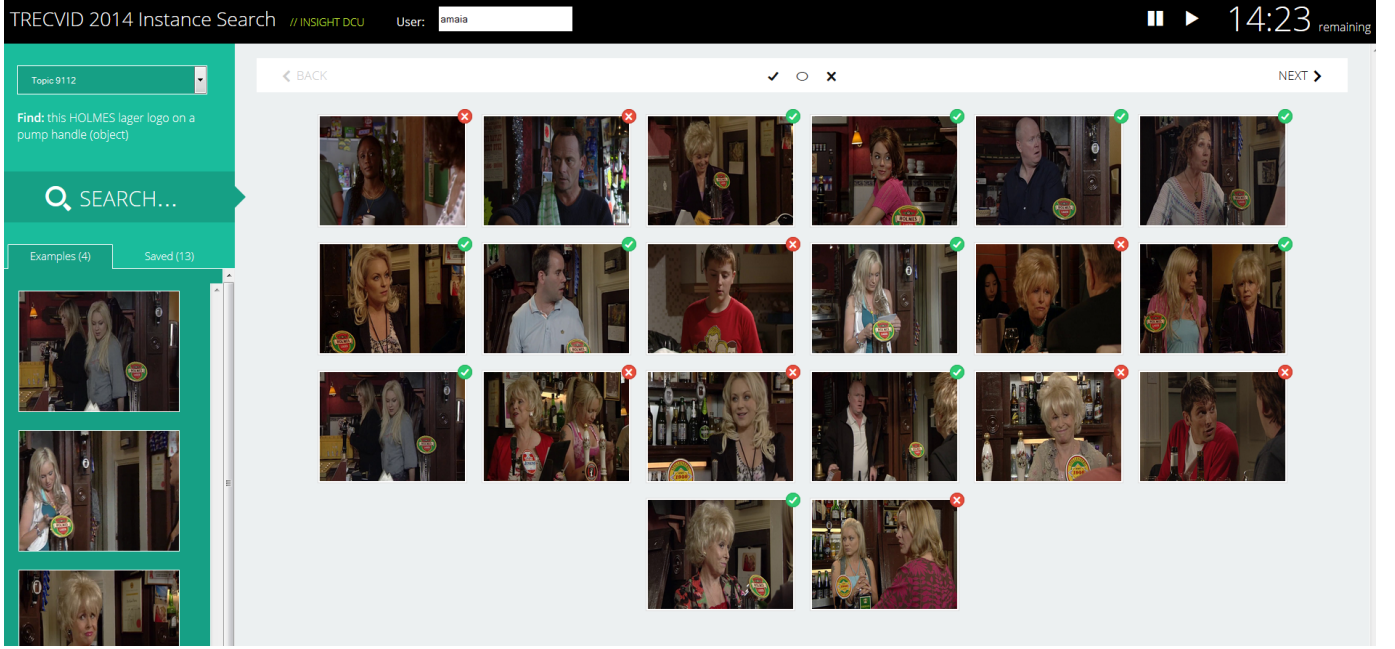 TRECVID 2014 Instance Search // INSIGHT DCU User: amaia 14:23 remaining
Topic 9112
Find: this HOLMES lager logo on a
pump handle (object)
SEARCH...
Examples (4) Saved (13)
BACK NEXT